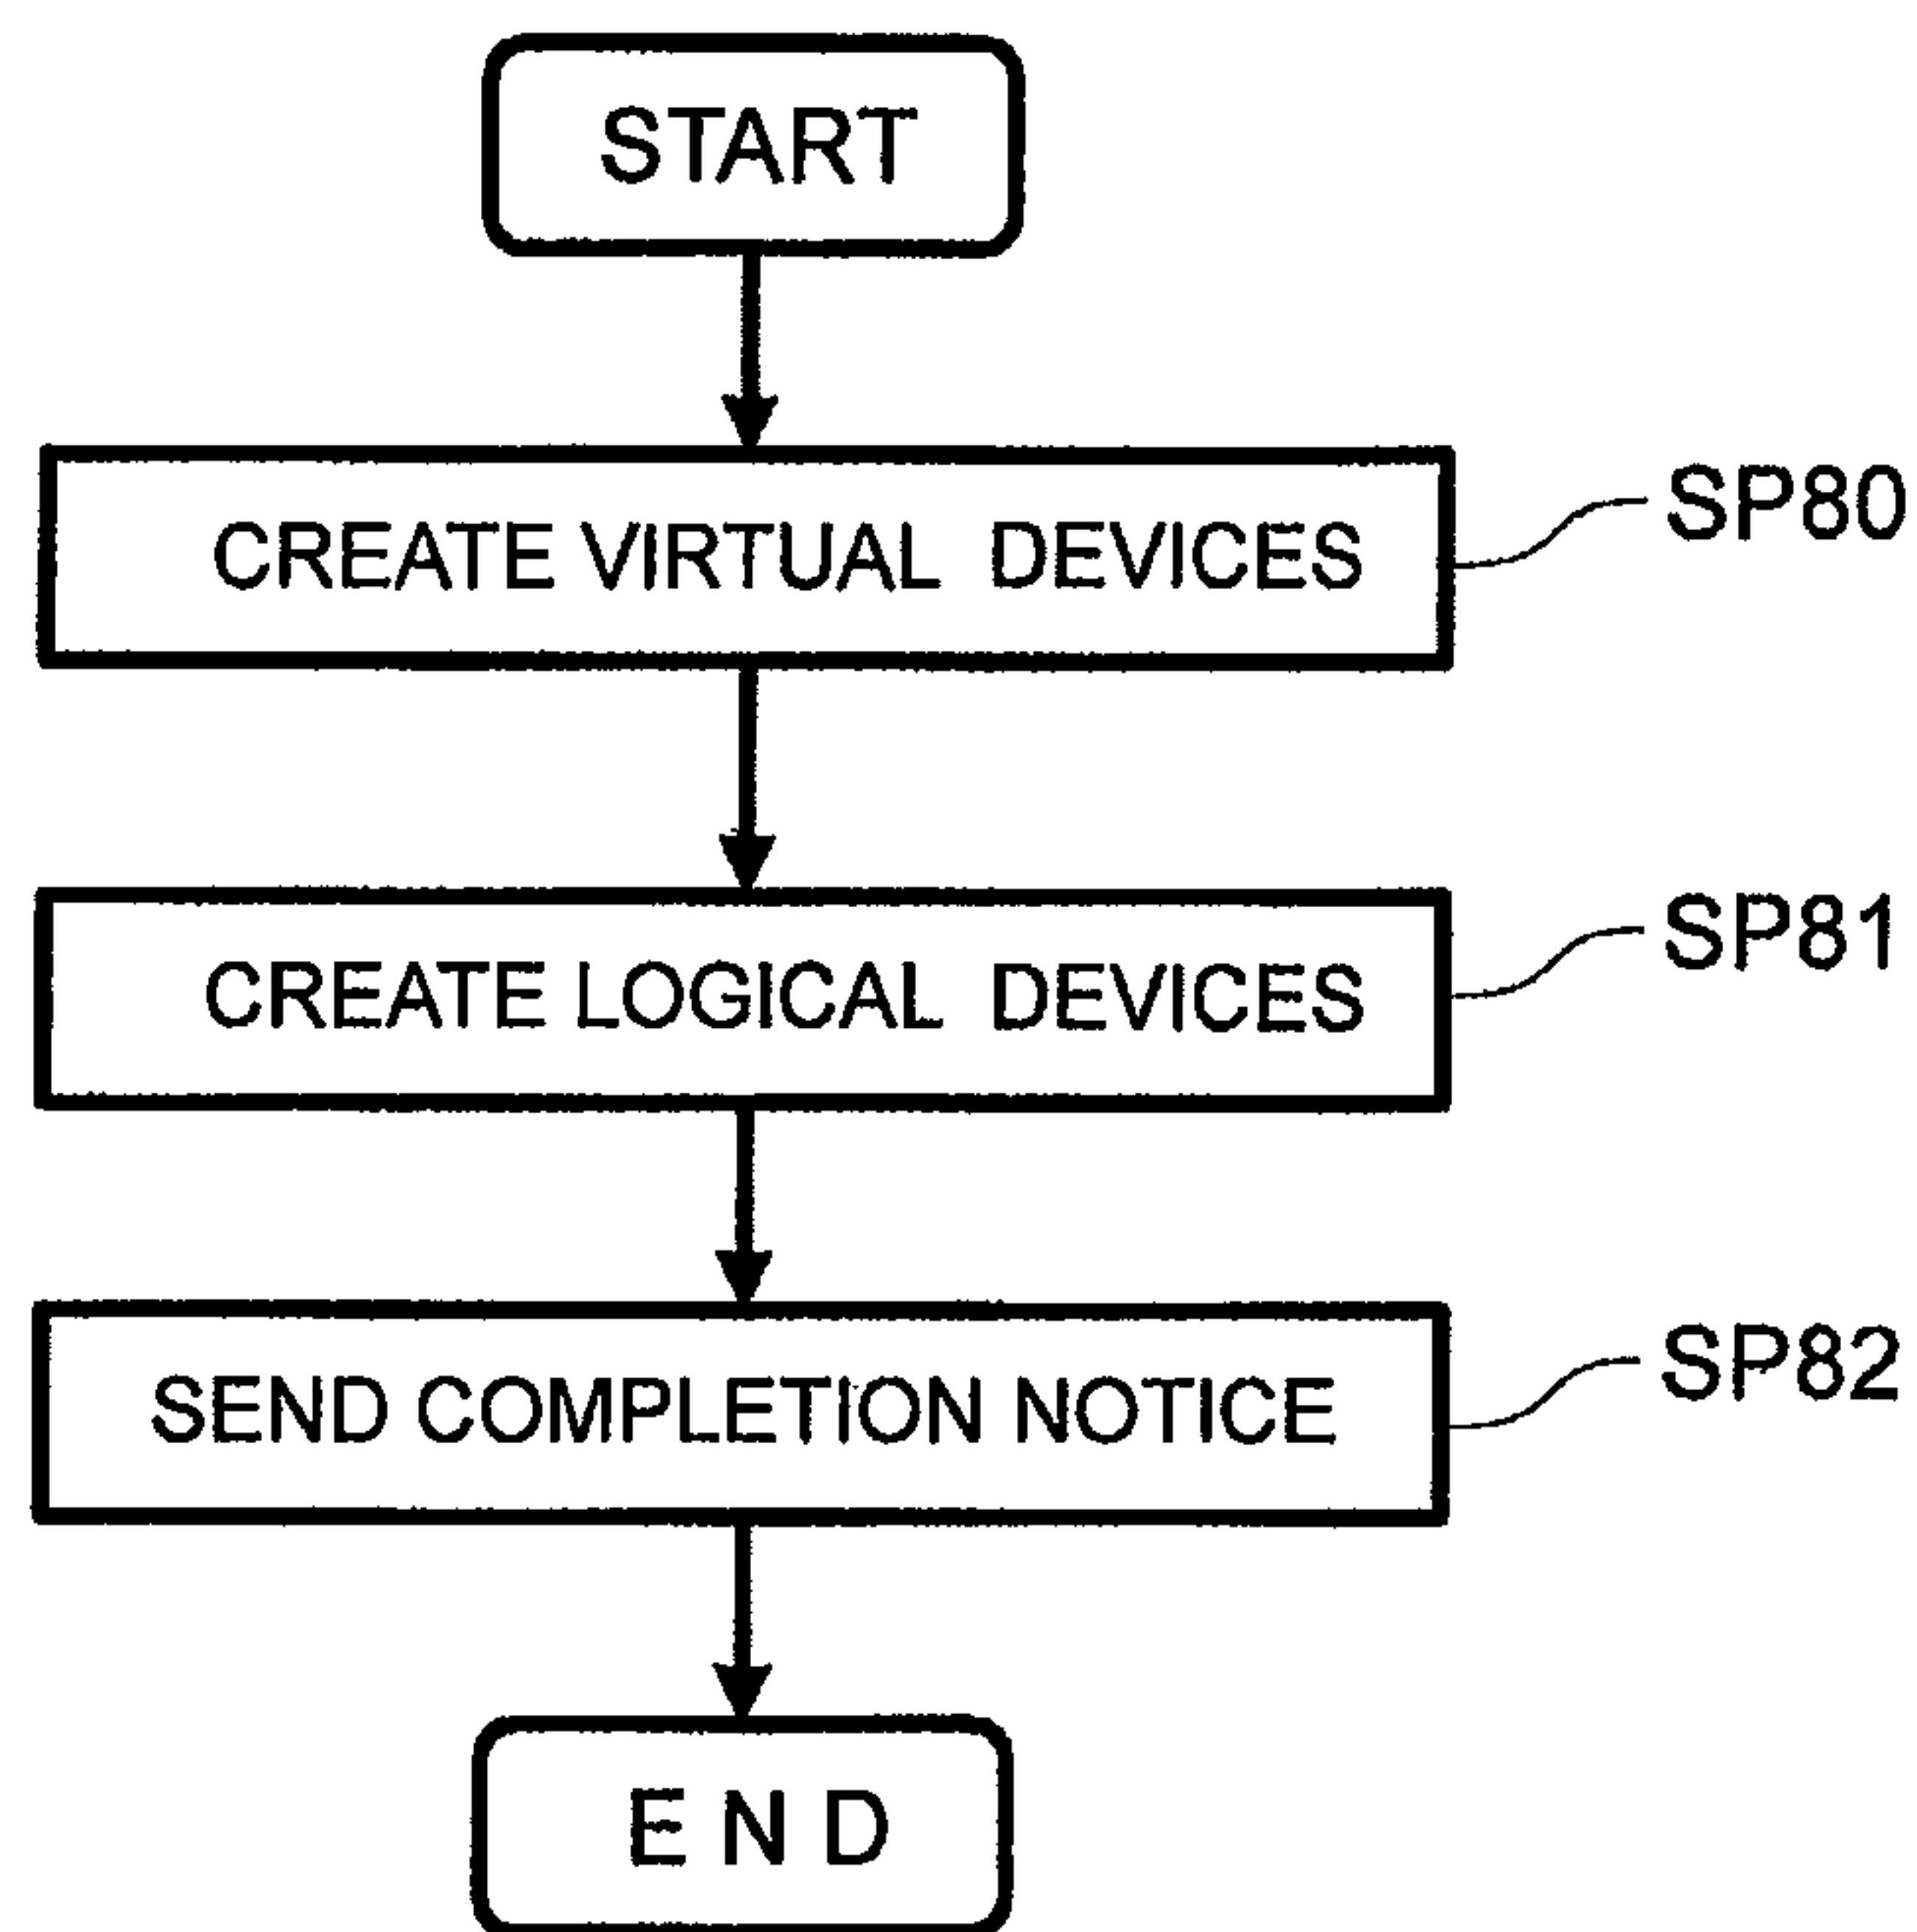 START
CREATE VIRTUAL DEVICES
SP80
CREATE LOGICAL DEVICES
SP81
SEND COMPLETION NOTICE
SP82
END